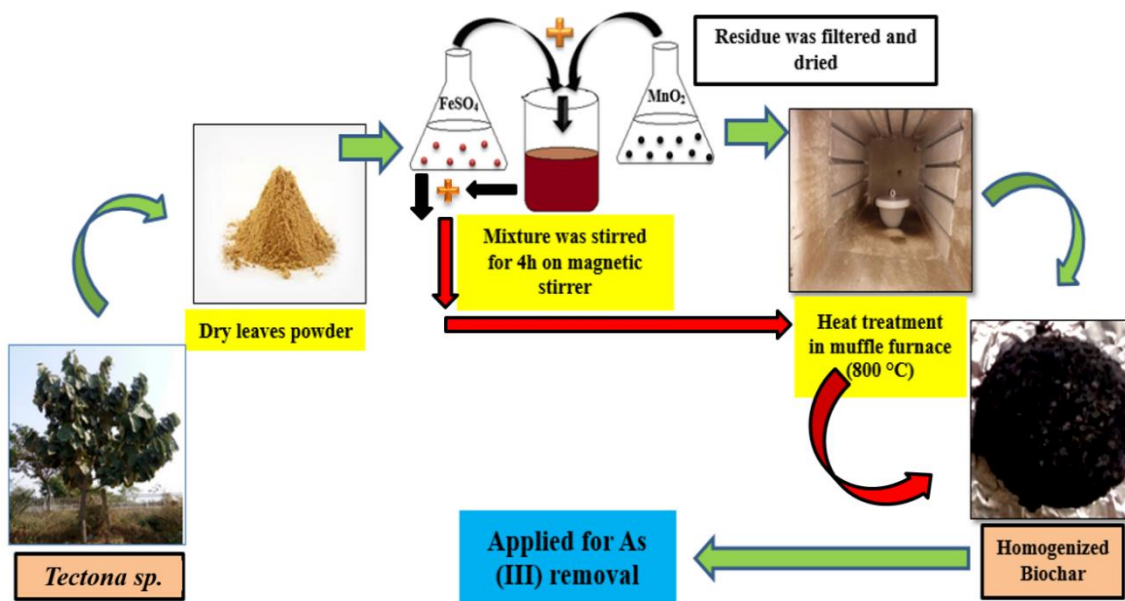 Residue was filtered and
dried
FeSO₄
MnO₂
Mixture was stirred
for 4h on magnetic
stirrer
Dry leaves powder
Heat treatment
in muffle furnace
(800 °C)
Tectona sp.
Applied for As
(III) removal
Homogenized
Biochar